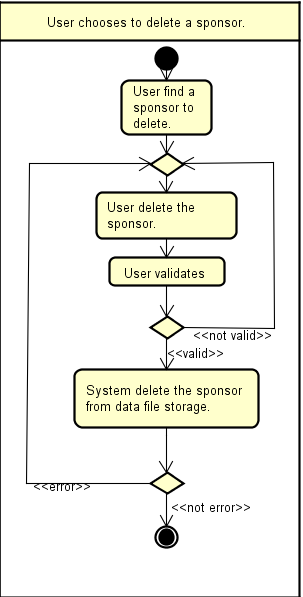 User chooses to delete a sponsor.
User find a
sponsor to
delete.
User delete the
sponsor.
User validates
<<not valid>>
<<valid>>
System delete the sponsor
from data file storage.
<<error>>
<<not error>>